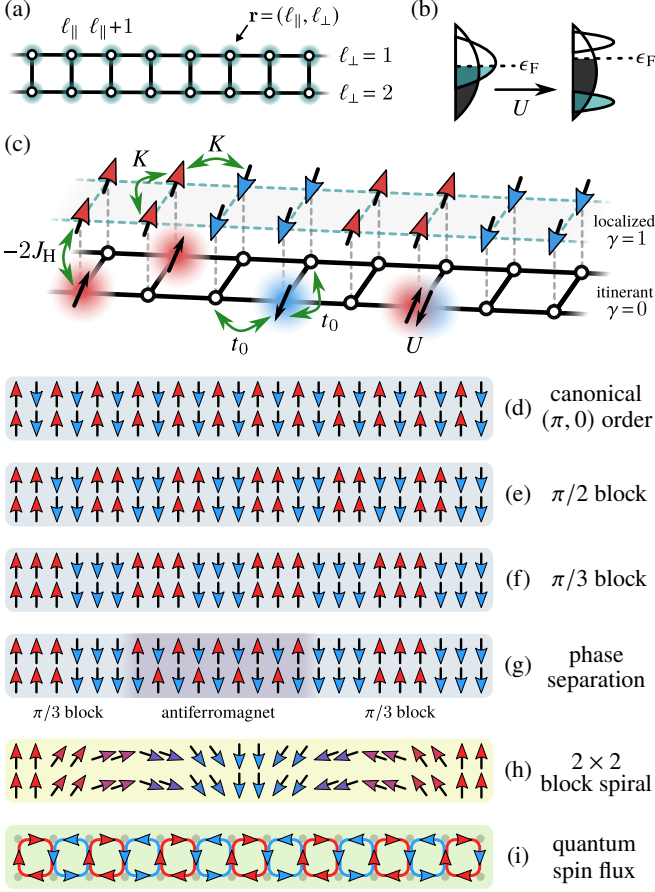 (a)
ℓ∥ ℓ∥+1
r=(ℓ∥, ℓ⊥)
ℓ⊥=1
ℓ⊥=2
(b)
ϵF
ϵF
U
(c)
K
K
−2JH
localized
γ=1
itinerant
γ=0
t0
t0
U
(d) canonical
(π, 0) order
(e) π/2 block
(f) π/3 block
(g) phase
separation
π/3 block antiferromagnet π/3 block
(h) 2 × 2
block spiral
(i) quantum
spin flux